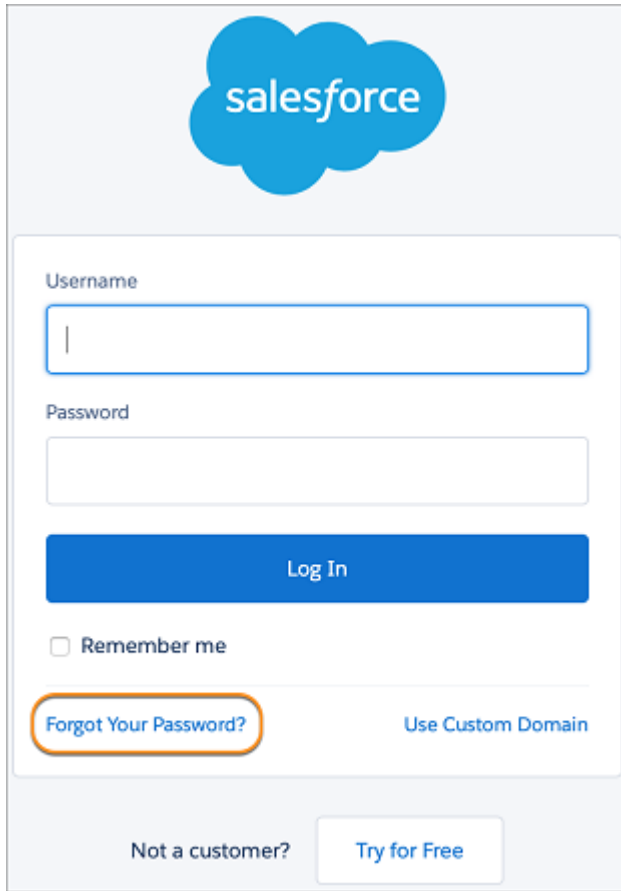 salesforce
Username
Password
Log In
Remember me
Forgot Your Password? Use Custom Domain
Not a customer? Try for Free